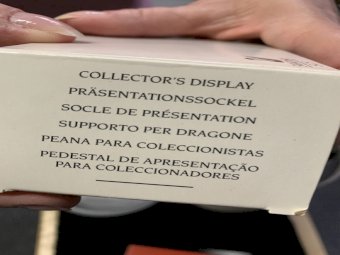 COLLECTOR'S DISPLAY
PRÄSENTATIONSSOCKEL
SOCLE DE PRÉSENTATION
SUPPORTO PER DRAGONE
PEANA PARA COLECCIONISTAS
PEDESTAL DE APRESENTAÇÃO
PARA COLECCIONADORES